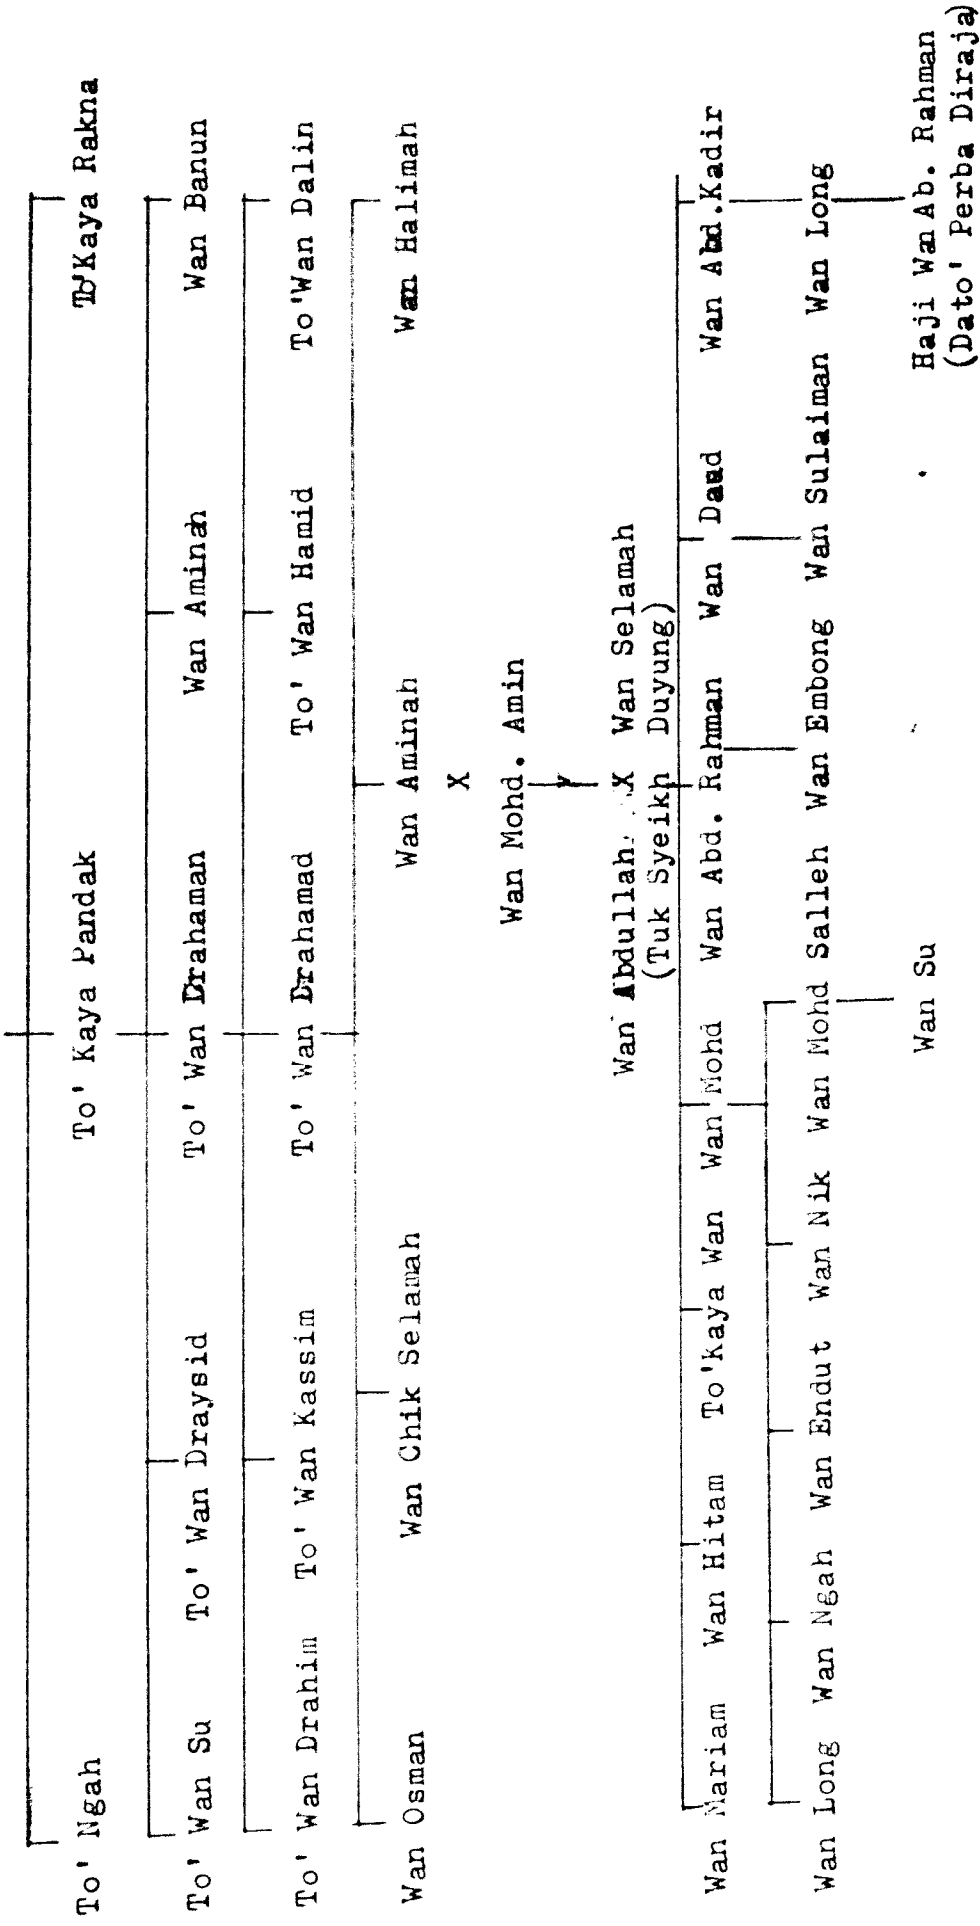 To' Ngah To' Kaya Pandak To'Kaya Rakna
To' Wan Su To' Wan Draysid To' Wan Drahaman Wan Aminah Wan Banun
To' Wan Drahim To' Wan Kassim To' Wan Drahamad To' Wan Hamid To'Wan Dalin
Wan Osman Wan Chik Selamah Wan Aminah Wan Halimah
X
Wan Mohd. Amin
Wan Abdullah X Wan Selamah
(Tuk Syeikh Duyung)
Wan Mariam Wan Hitam To'Kaya Wan Wan Mohd Wan Abd. Rahman Wan Daud Wan Abd.Kadir
Wan Long Wan Ngah Wan Endut Wan Nik Wan Mohd Salleh Wan Embong Wan Sulaiman Wan Long
Wan Su Haji Wan Ab. Rahman
(Dato' Perba Diraja)